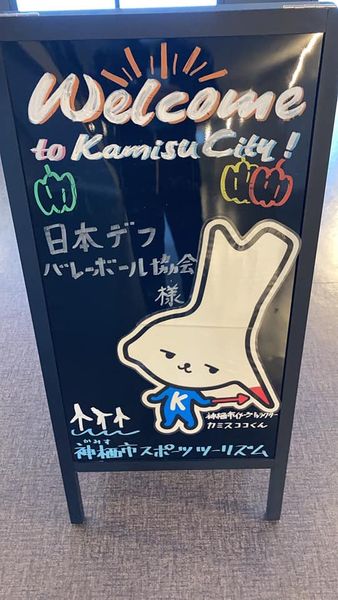 Welcome
to Kamisu City!
日本デフ
バレーボール協会
様
K
神栖市イメージキャラクター
カミスココくん
かみす
神栖市スポーツツーリズム